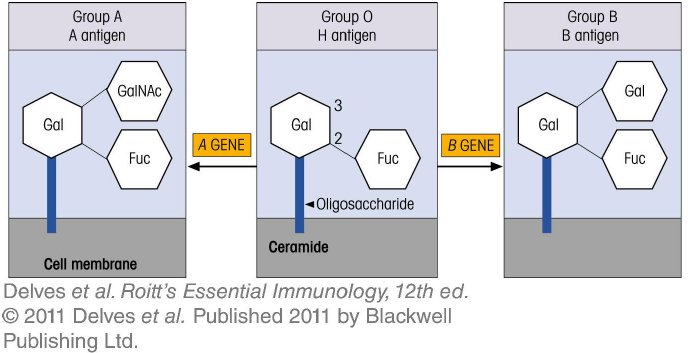 Group A
A antigen
GalNAc
Gal
Fuc
Cell membrane
A GENE
Group O
H antigen
3
Gal
2
Fuc
Oligosaccharide
Ceramide
B GENE
Group B
B antigen
Gal
Gal
Fuc
Delves et al. Roitt's Essential Immunology, 12th ed.
© 2011 Delves et al. Published 2011 by Blackwell
Publishing Ltd.